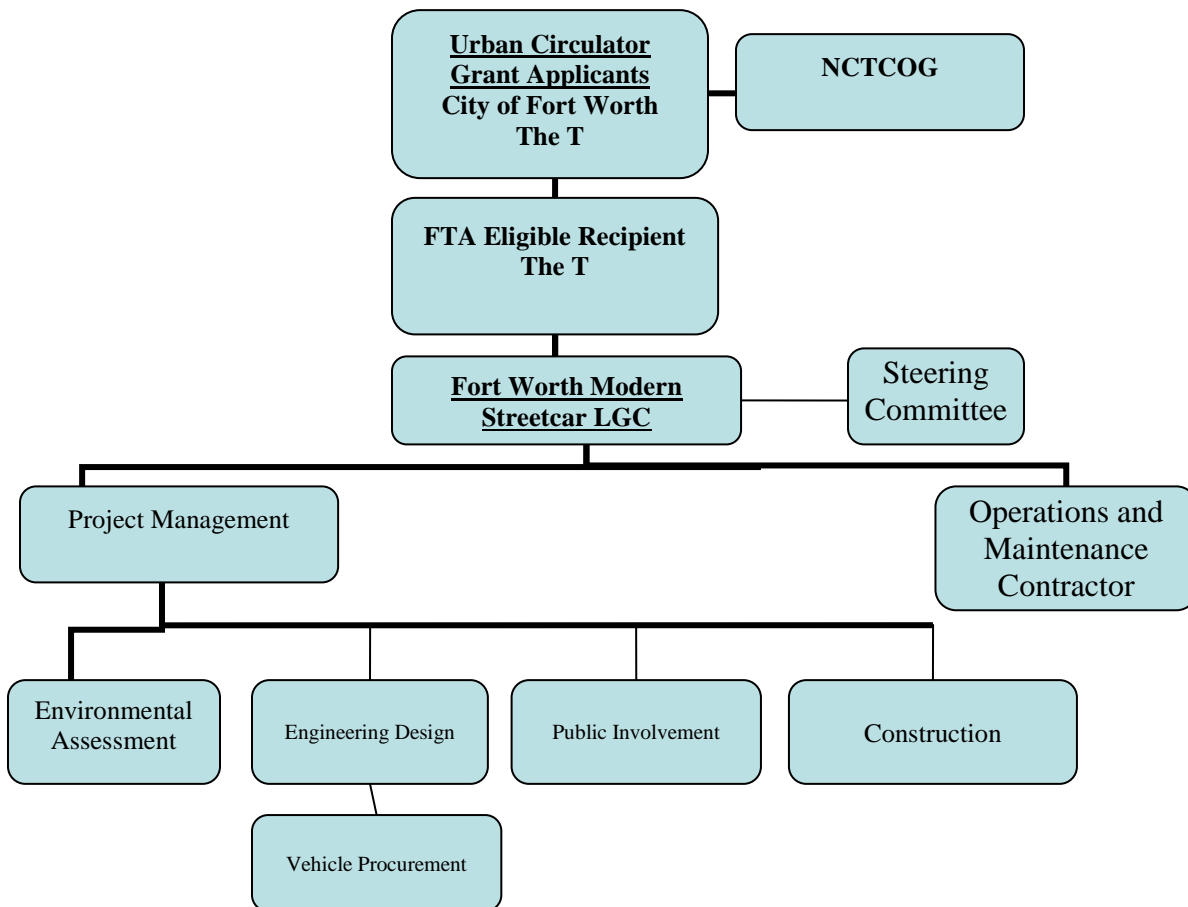 Urban Circulator
Grant Applicants
City of Fort Worth
The T
NCTCOG
FTA Eligible Recipient
The T
Fort Worth Modern
Streetcar LGC
Steering
Committee
Project Management
Operations and
Maintenance
Contractor
Environmental
Assessment
Engineering Design
Public Involvement
Construction
Vehicle Procurement